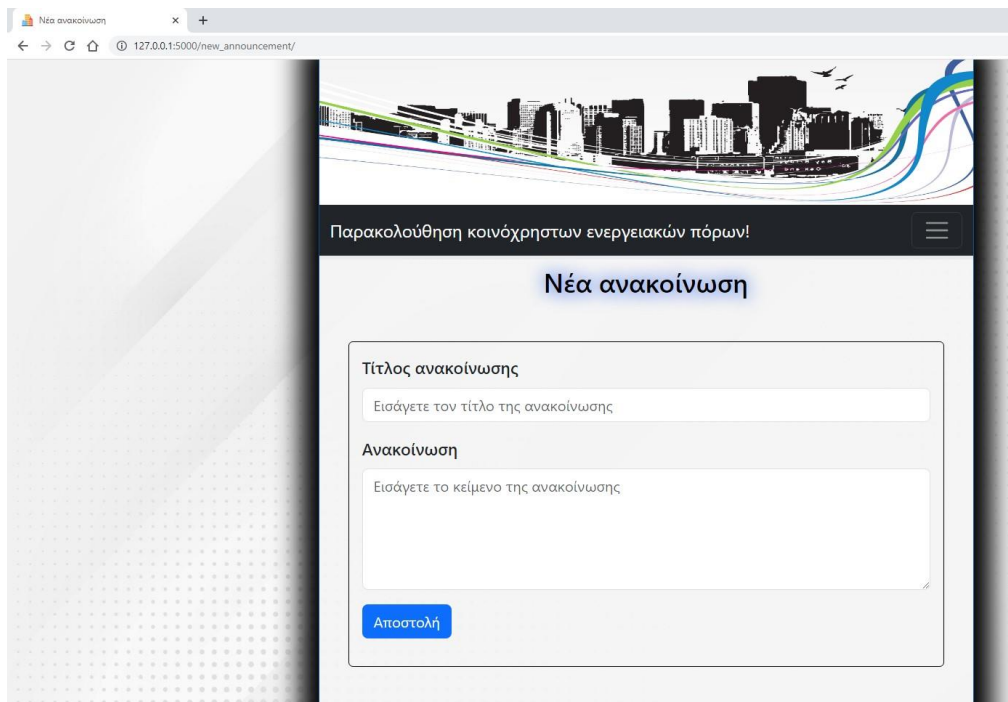 Νέα ανακοίνωση
127.0.0.1:5000/new_announcement/
Παρακολούθηση κοινόχρηστων ενεργειακών πόρων!
Νέα ανακοίνωση
Τίτλος ανακοίνωσης
Εισάγετε τον τίτλο της ανακοίνωσης
Ανακοίνωση
Εισάγετε το κείμενο της ανακοίνωσης
Αποστολή